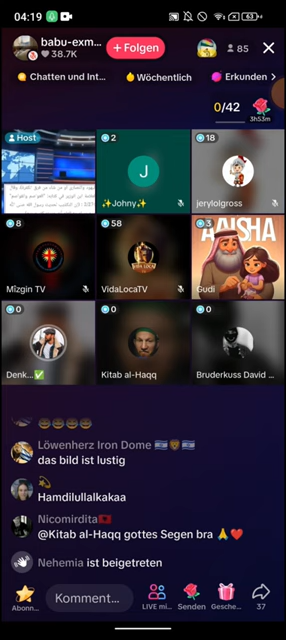 04:19
63
babu-exm...
38.7K
+ Folgen
85
Chatten und Int...
Wöchentlich
Erkunden >
0/42
3h53m
Host
2
J
✨Johny✨
18
jerylolgross
8
Mîzgin TV
58
VidaLocaTV
3
AAISHA
Gudi
0
Denk...✅
0
Kitab al-Haqq
0
Bruderkuss David ...
Löwenherz Iron Dome 🇮🇱🦁🇮🇱
das bild ist lustig
Hamdilullalkakaa
Nicomirdita🇦🇱
@Kitab al-Haqq gottes Segen bra 🙏❤️
Nehemia ist beigetreten
Abonn...
Komment...
LIVE mi...
Senden
Gesche...
37